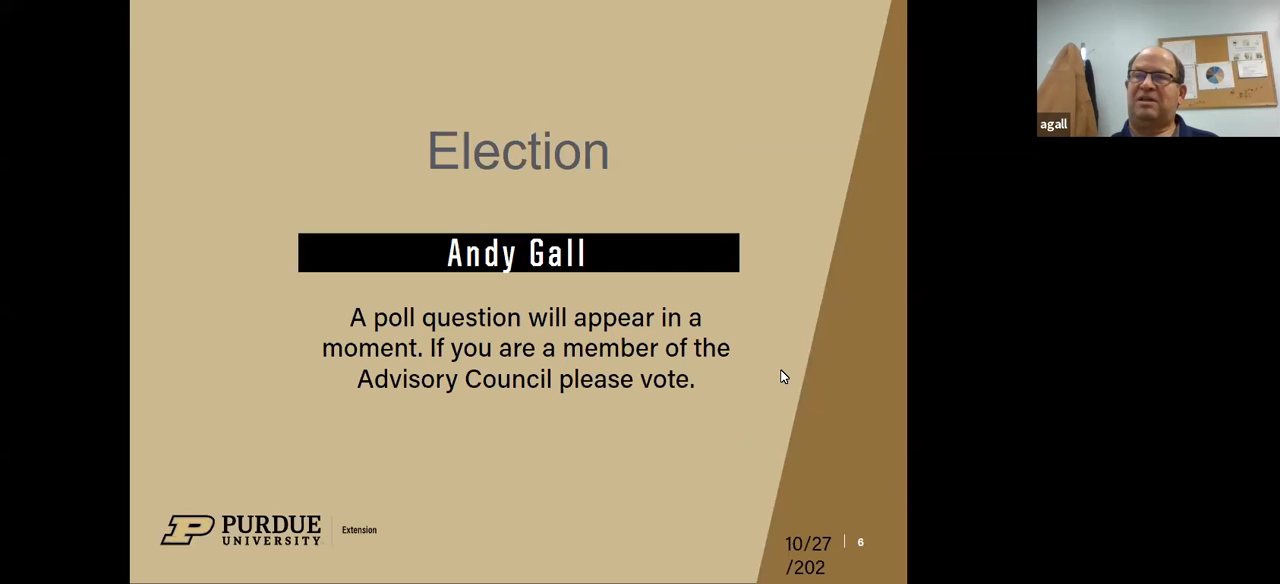 Election
Andy Gall
A poll question will appear in a
moment. If you are a member of the
Advisory Council please vote.
PURDUE
UNIVERSITY
Extension
10/27
/202
6
agall